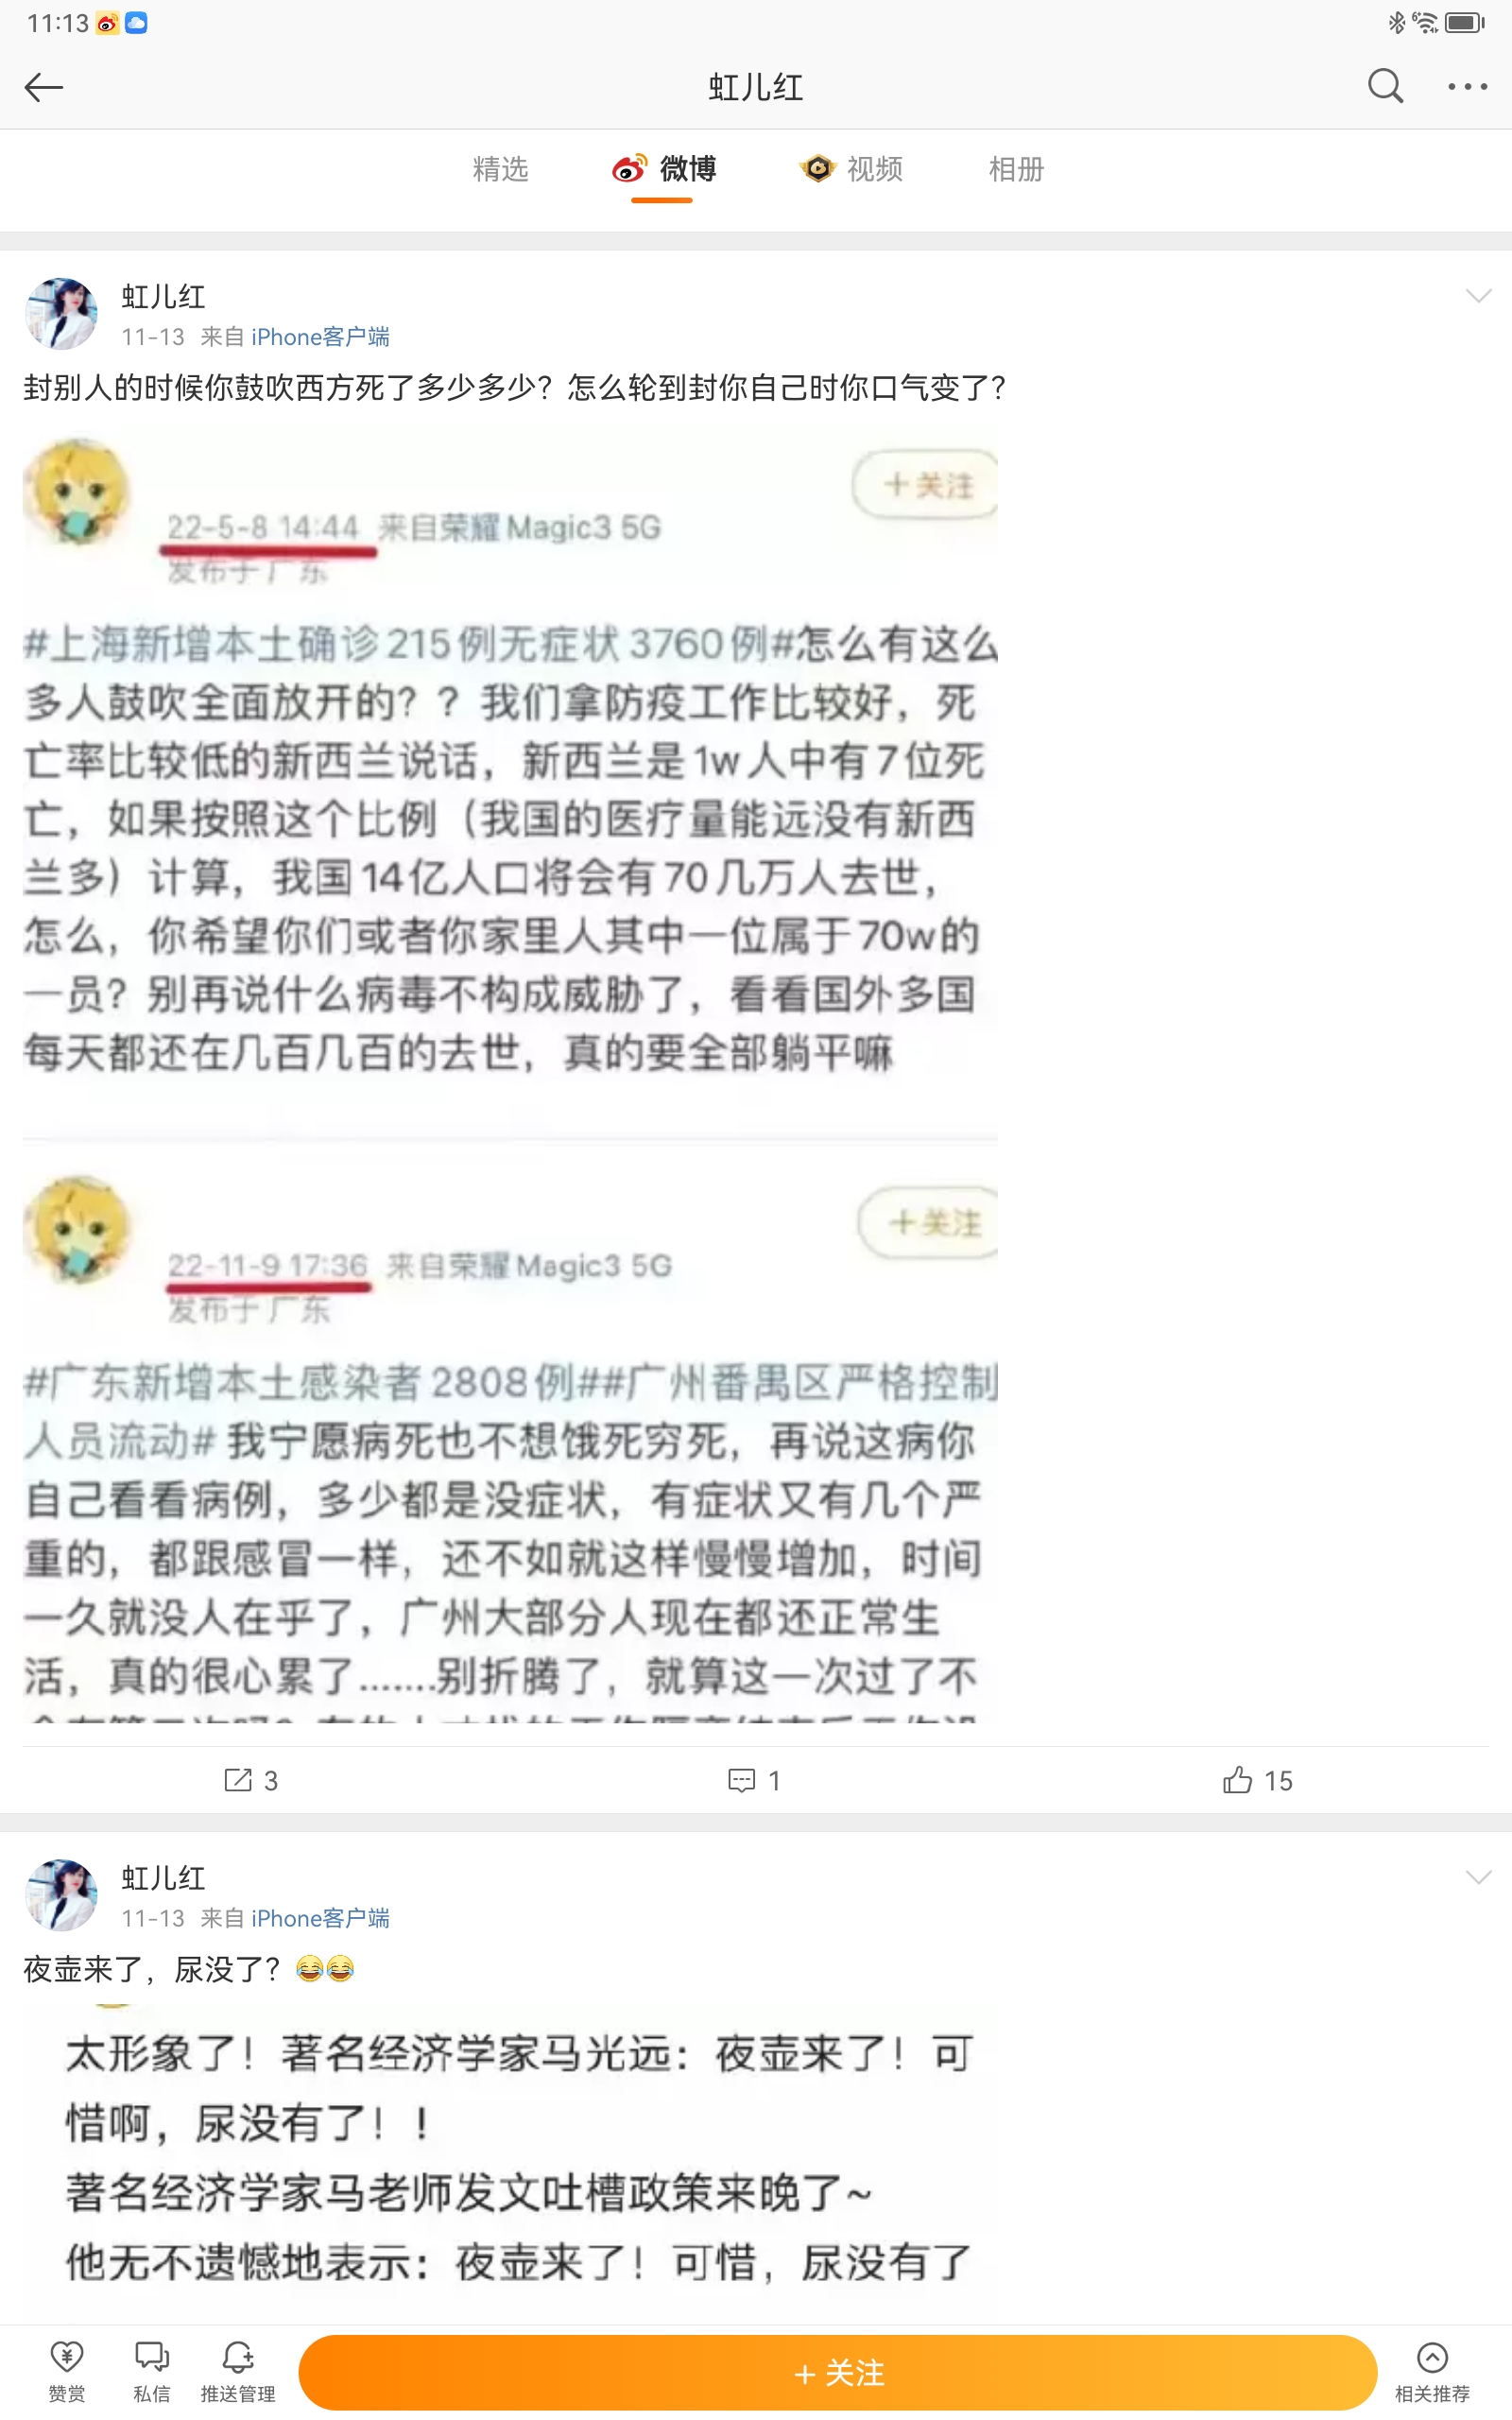 11:13
虹儿红
精选 微博 视频 相册
虹儿红
11-13 来自 iPhone客户端
封别人的时候你鼓吹西方死了多少多少？怎么轮到封你自己时你口气变了？
+关注
22-5-8 14:44 来自荣耀Magic3 5G
发布于 广东
#上海新增本土确诊215例无症状3760例#怎么有这么
多人鼓吹全面放开的？？我们拿防疫工作比较好，死
亡率比较低的新西兰说话，新西兰是1w人中有7位死
亡，如果按照这个比例（我国的医疗量能远没有新西
兰多）计算，我国14亿人口将会有70几万人去世，
怎么，你希望你们或者你家里人其中一位属于70w的
一员？别再说什么病毒不构成威胁了，看看国外多国
每天都还在几百几百的去世，真的要全部躺平嘛
+关注
22-11-9 17:36 来自荣耀Magic3 5G
发布于 广东
#广东新增本土感染者2808例##广州番禺区严格控制
人员流动# 我宁愿病死也不想饿死穷死，再说这病你
自己看看病例，多少都是没症状，有症状又有几个严
重的，都跟感冒一样，还不如就这样慢慢增加，时间
一久就没人在乎了，广州大部分人现在都还正常生
活，真的很心累了.......别折腾了，就算这一次过了不
3 1 15
虹儿红
11-13 来自 iPhone客户端
夜壶来了，尿没了？😂😂
太形象了！著名经济学家马光远：夜壶来了！可
惜啊，尿没有了！！
著名经济学家马老师发文吐槽政策来晚了~
他无不遗憾地表示：夜壶来了！可惜，尿没有了
赞赏 私信 推送管理 +关注 相关推荐